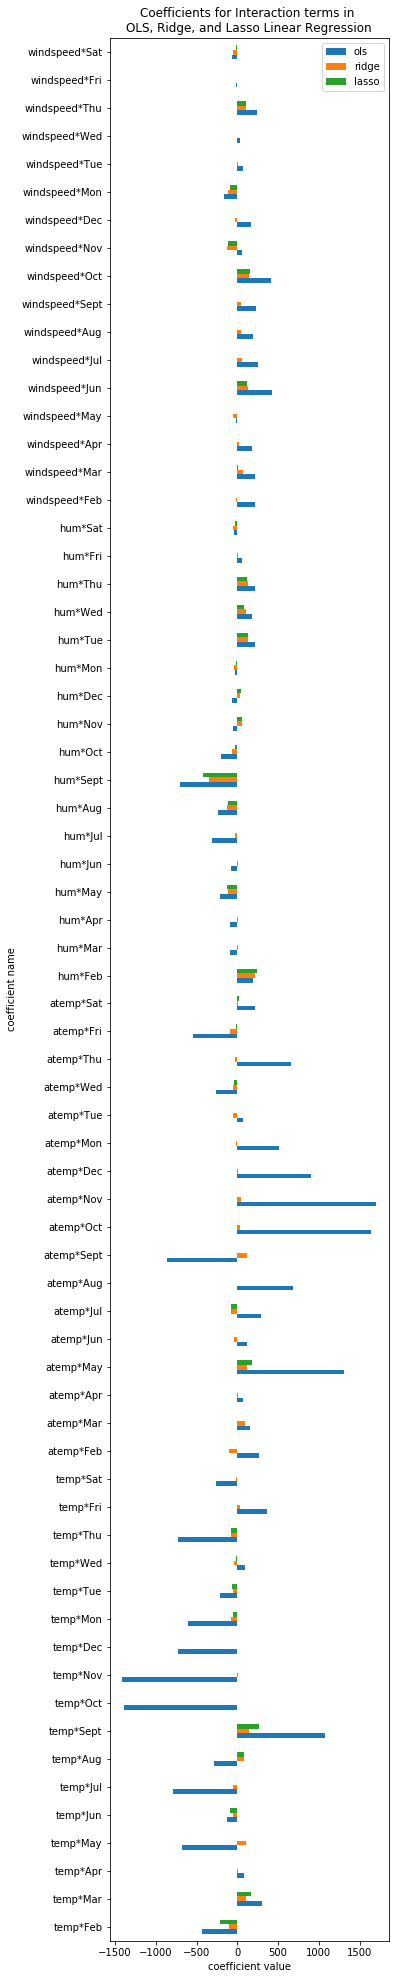 Coefficients for Interaction terms in
OLS, Ridge, and Lasso Linear Regression
ols
ridge
lasso
coefficient name
windspeed*Sat
windspeed*Fri
windspeed*Thu
windspeed*Wed
windspeed*Tue
windspeed*Mon
windspeed*Dec
windspeed*Nov
windspeed*Oct
windspeed*Sept
windspeed*Aug
windspeed*Jul
windspeed*Jun
windspeed*May
windspeed*Apr
windspeed*Mar
windspeed*Feb
hum*Sat
hum*Fri
hum*Thu
hum*Wed
hum*Tue
hum*Mon
hum*Dec
hum*Nov
hum*Oct
hum*Sept
hum*Aug
hum*Jul
hum*Jun
hum*May
hum*Apr
hum*Mar
hum*Feb
atemp*Sat
atemp*Fri
atemp*Thu
atemp*Wed
atemp*Tue
atemp*Mon
atemp*Dec
atemp*Nov
atemp*Oct
atemp*Sept
atemp*Aug
atemp*Jul
atemp*Jun
atemp*May
atemp*Apr
atemp*Mar
atemp*Feb
temp*Sat
temp*Fri
temp*Thu
temp*Wed
temp*Tue
temp*Mon
temp*Dec
temp*Nov
temp*Oct
temp*Sept
temp*Aug
temp*Jul
temp*Jun
temp*May
temp*Apr
temp*Mar
temp*Feb
−1500 −1000 −500 0 500 1000 1500
coefficient value